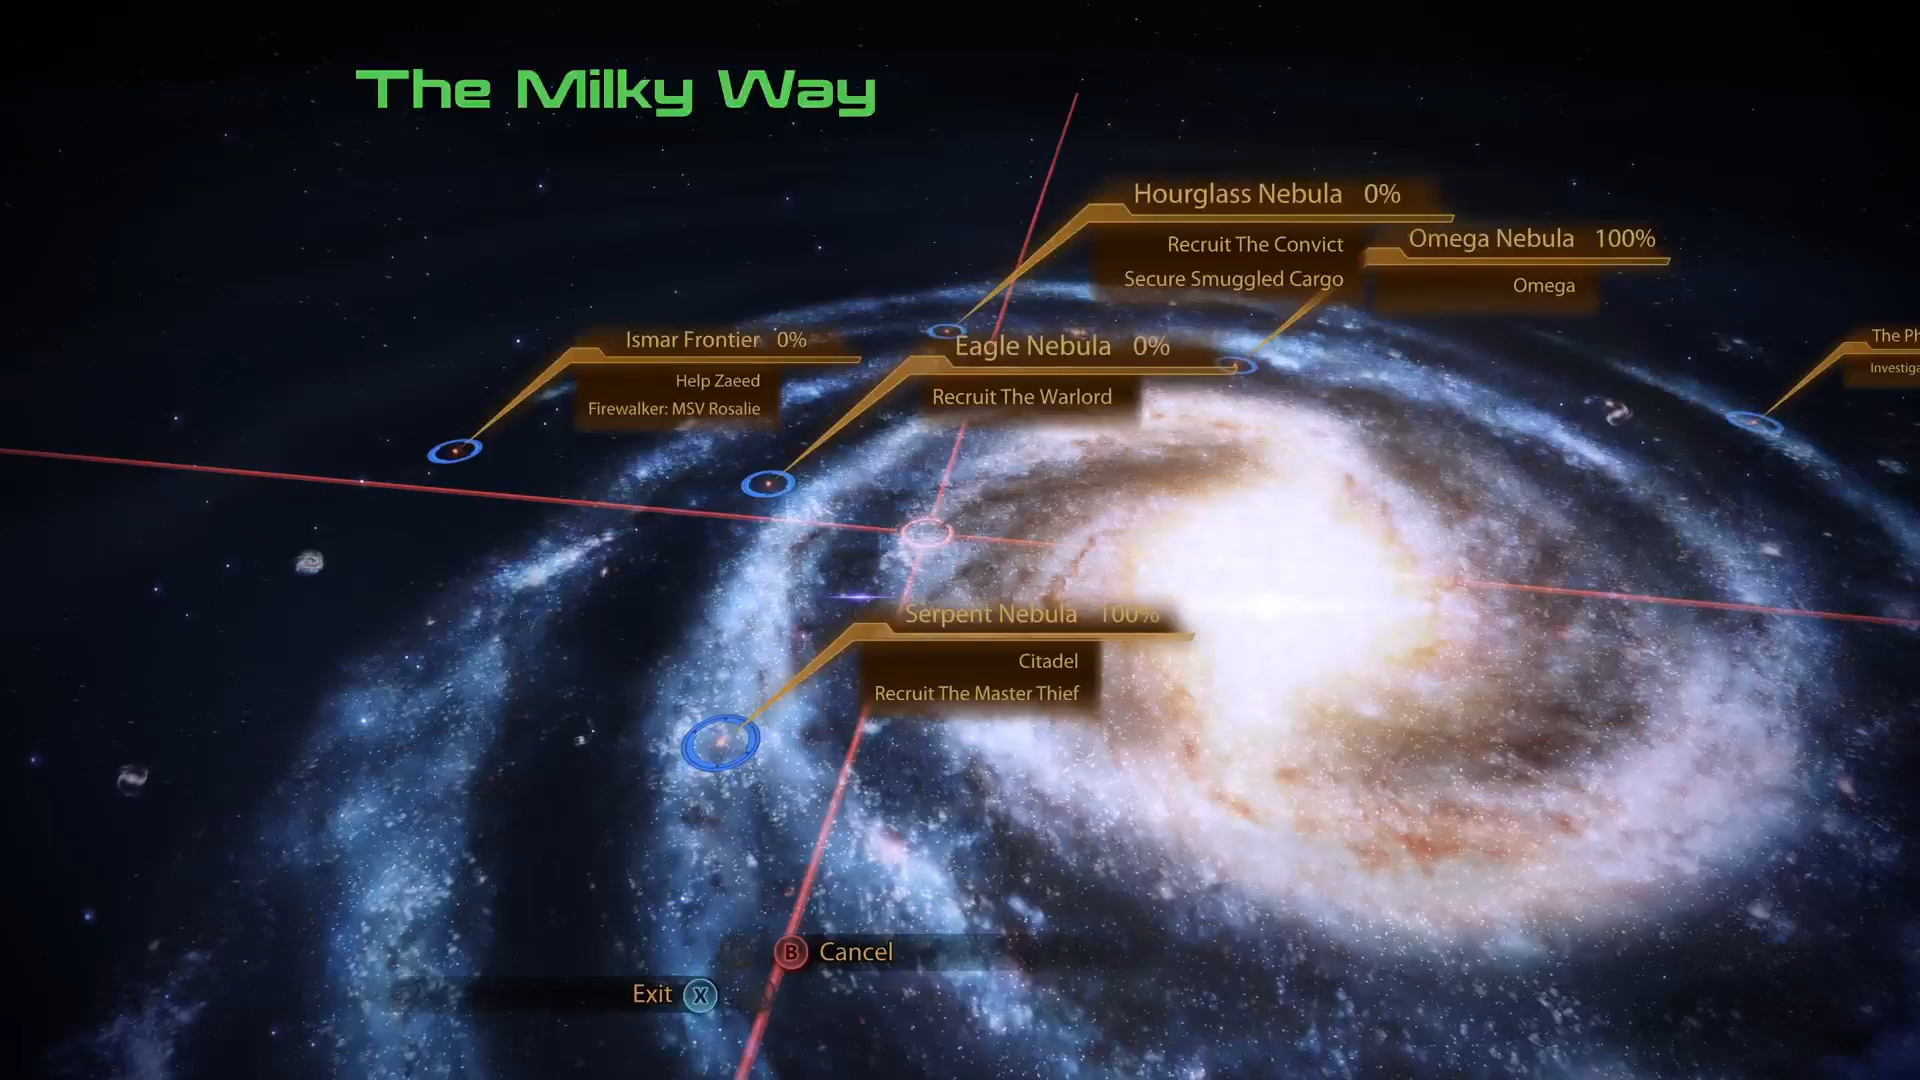 The Milky Way
Hourglass Nebula 0%
Recruit The Convict
Secure Smuggled Cargo
Omega Nebula 100%
Omega
Ismar Frontier 0%
Help Zaeed
Firewalker: MSV Rosalie
Eagle Nebula 0%
Recruit The Warlord
The
Serpent Nebula 100%
Citadel
Recruit The Master Thief
B Cancel
Exit X